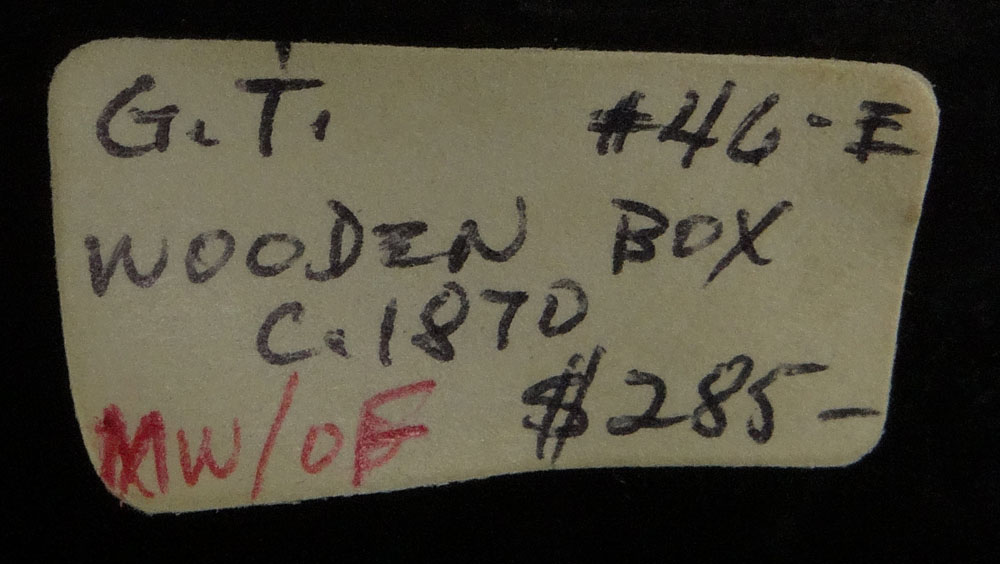 G.T. #46-E
WOODEN BOX
C.1870
$285-
MW/OF